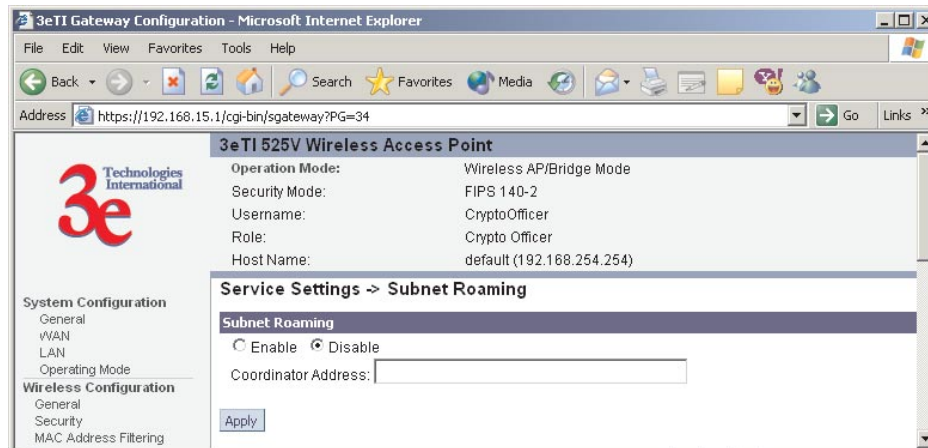 3eTI Gateway Configuration - Microsoft Internet Explorer
File Edit View Favorites Tools Help
Back Search Favorites Media
Address https://192.168.15.1/cgi-bin/sgateway?PG=34 Go Links »
3e Technologies International
3eTI 525V Wireless Access Point
Operation Mode: Wireless AP/Bridge Mode
Security Mode: FIPS 140-2
Username: CryptoOfficer
Role: Crypto Officer
Host Name: default (192.168.254.254)
System Configuration
General
WAN
LAN
Operating Mode
Wireless Configuration
General
Security
MAC Address Filtering
Service Settings -> Subnet Roaming
Subnet Roaming
Enable Disable
Coordinator Address:
Apply